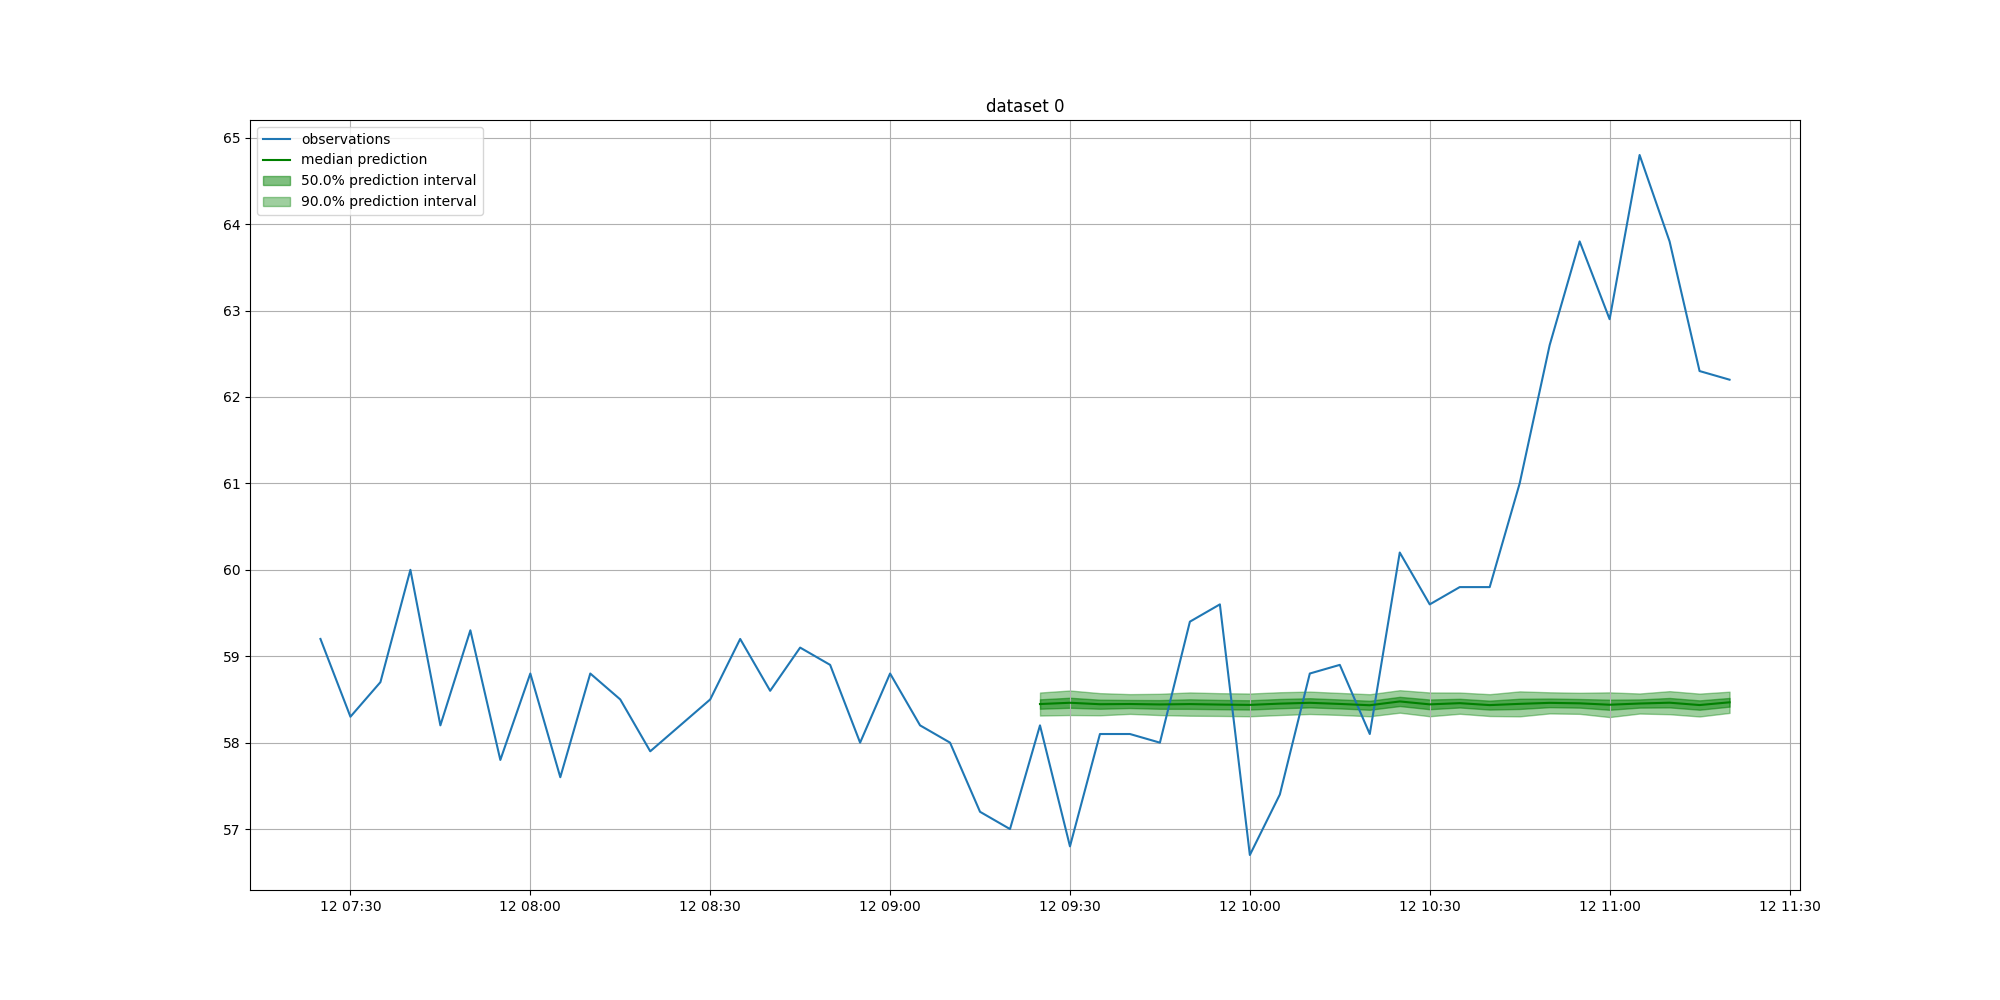 dataset 0
observations
median prediction
50.0% prediction interval
90.0% prediction interval
65
64
63
62
61
60
59
58
57
12 07:30 12 08:00 12 08:30 12 09:00 12 09:30 12 10:00 12 10:30 12 11:00 12 11:30